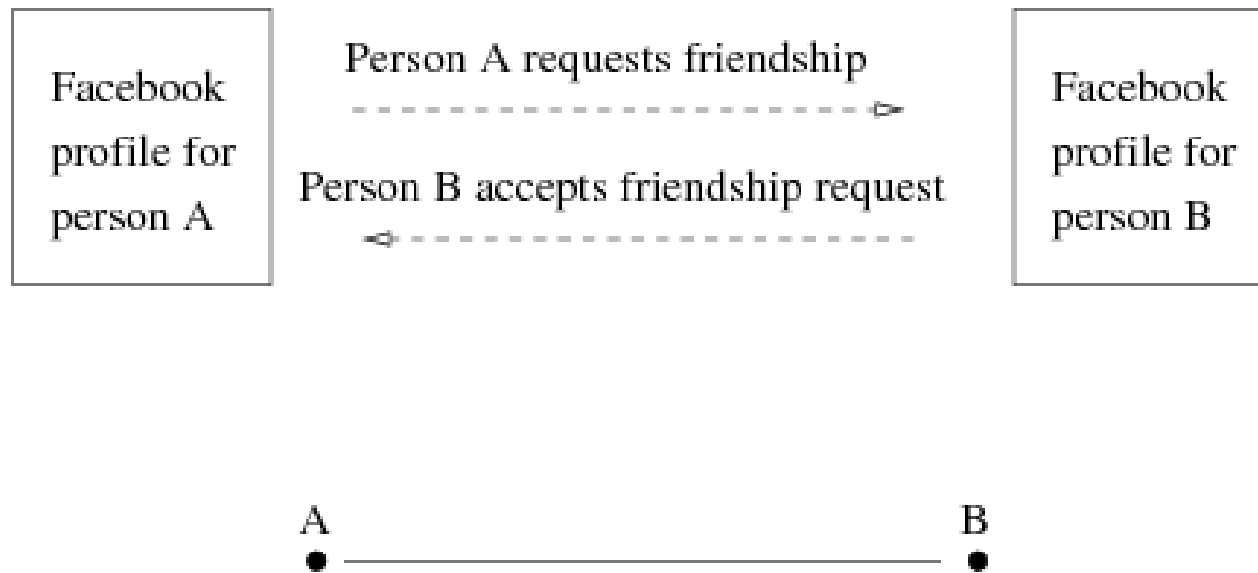 Facebook
profile for
person A
Person A requests friendship
Person B accepts friendship request
Facebook
profile for
person B
A
B